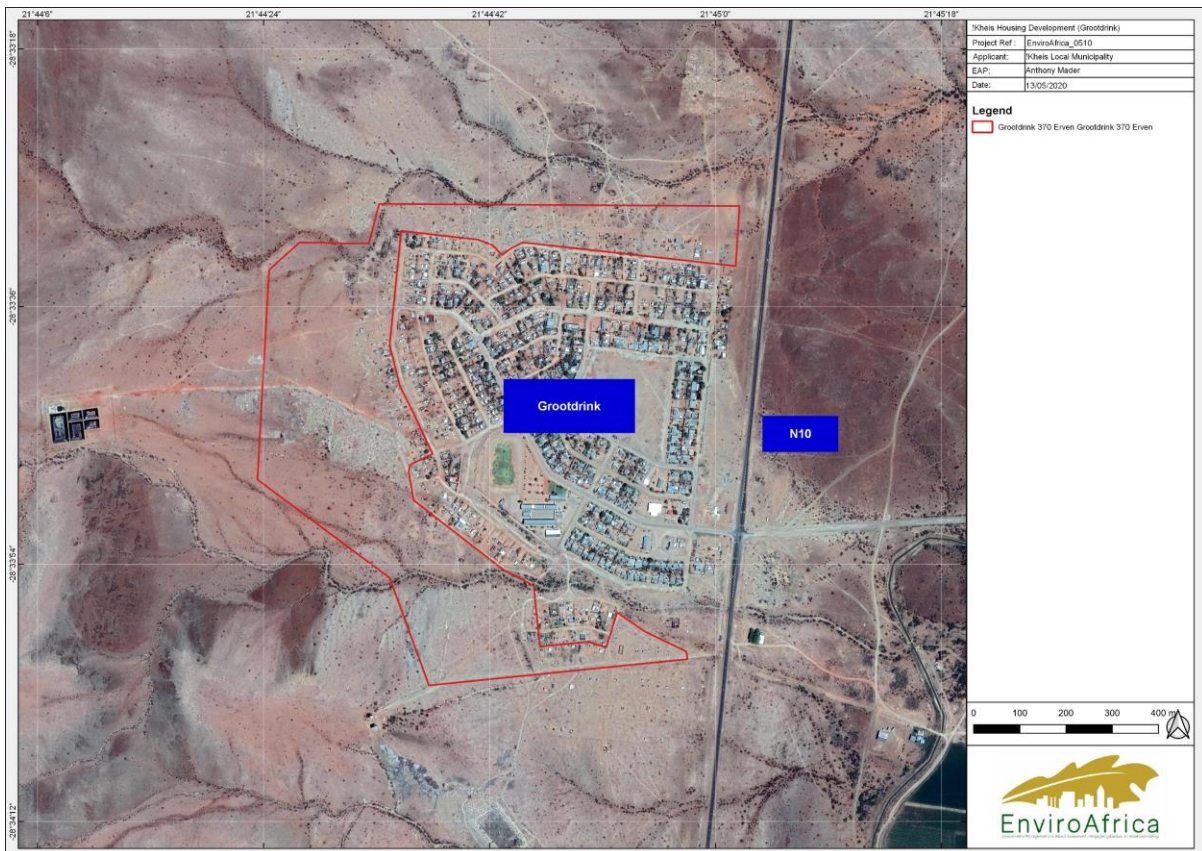 21°44'6"
21°44'24"
21°44'42"
21°45'0"
21°45'18"
-28°33'18"
-28°33'36"
-28°33'54"
-28°34'12"
Grootdrink
N10
!Kheis Housing Development (Grootdrink)
Project Ref : EnviroAfrica_0510
Applicant: !Kheis Local Municipality
EAP: Anthony Mader
Date: 13/05/2020
Legend
Grootdrink 370 Erven Grootdrink 370 Erven
0 100 200 300 400 m
EnviroAfrica